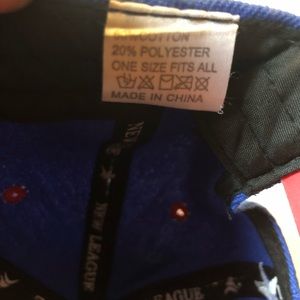 COTTON
20% POLYESTER
ONE SIZE FITS ALL
MADE IN CHINA
NEW LEAGUE
LEAGUE